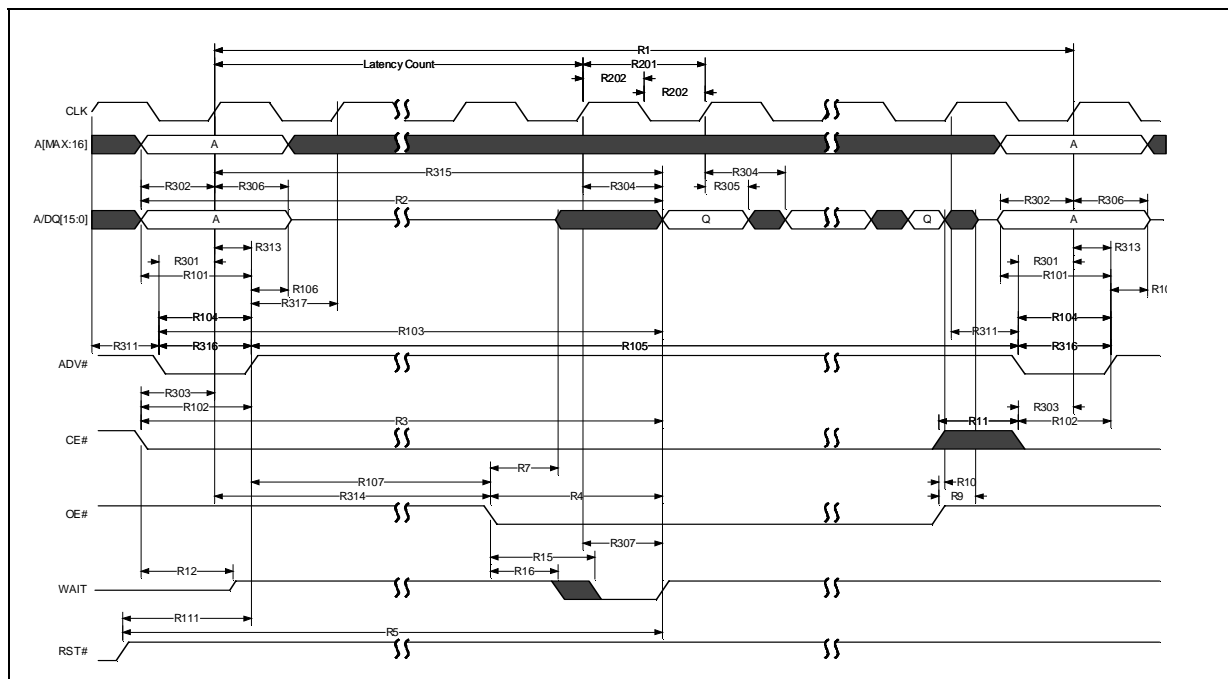 R1
Latency Count R201
R202
R202
CLK
A[MAX:16] A A
R315 R304
R302 R306 R304 R305
R2 R302 R306
A/DQ[15:0] A Q Q A
R313 R313
R301 R301
R101 R101
R106
R317
R104 R104
R103
R311 R316 R311 R316
R105
ADV#
R303 R303
R102 R11 R102
R3
CE#
R7
R107 R10
R314 R4 R9
OE#
R307
R15
R12 R16
WAIT
R111
R5
RST#